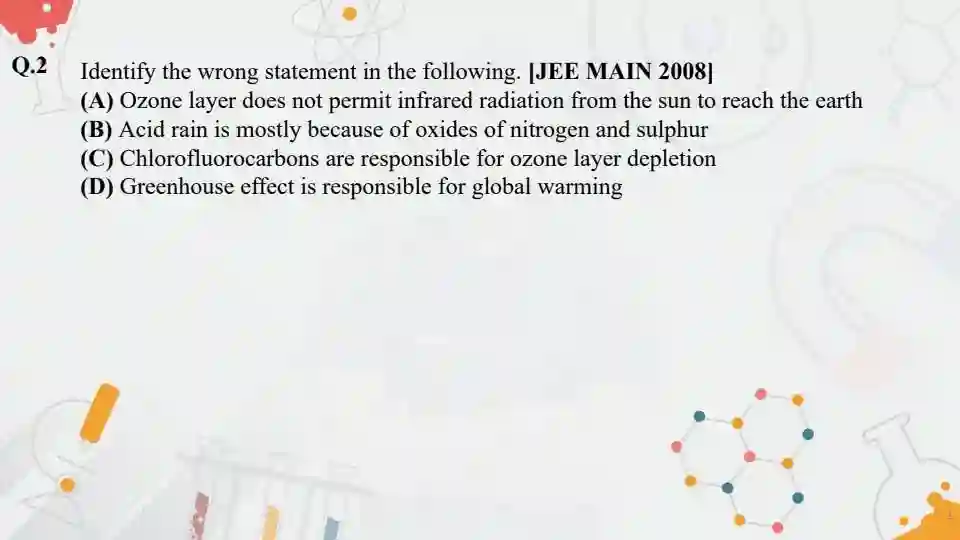 Q.2 Identify the wrong statement in the following. [JEE MAIN 2008]
(A) Ozone layer does not permit infrared radiation from the sun to reach the earth
(B) Acid rain is mostly because of oxides of nitrogen and sulphur
(C) Chlorofluorocarbons are responsible for ozone layer depletion
(D) Greenhouse effect is responsible for global warming